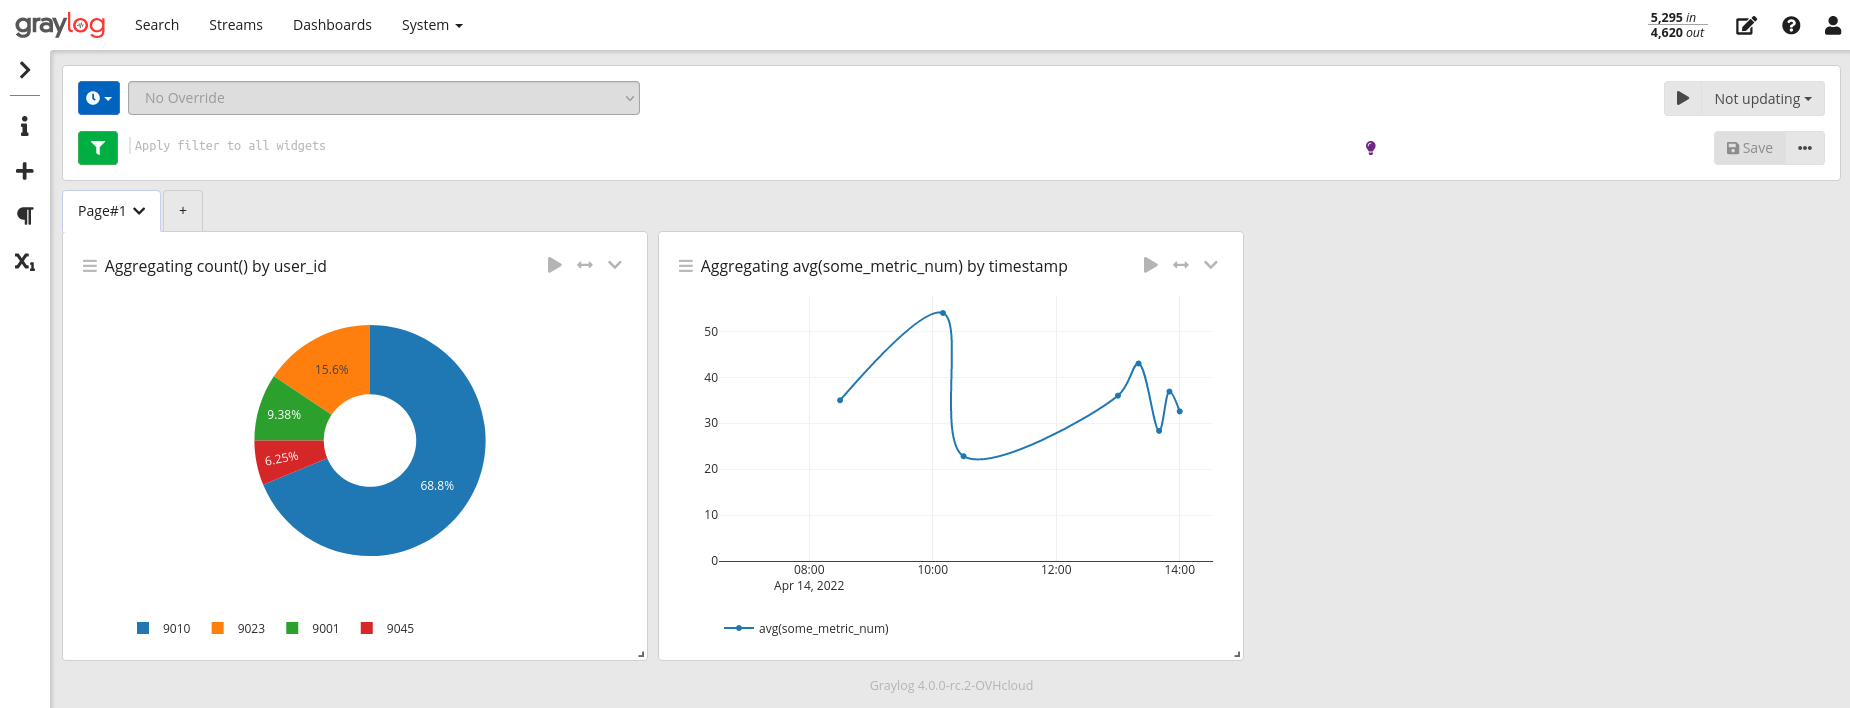 graylog Search Streams Dashboards System
5,295 in
4,620 out
No Override
Not updating
Apply filter to all widgets
Save
Page#1 +
Aggregating count() by user_id
15.6%
9.38%
6.25%
68.8%
9010 9023 9001 9045
Aggregating avg(some_metric_num) by timestamp
50
40
30
20
10
0
08:00 10:00 12:00 14:00
Apr 14, 2022
avg(some_metric_num)
Graylog 4.0.0-rc.2-OVHcloud